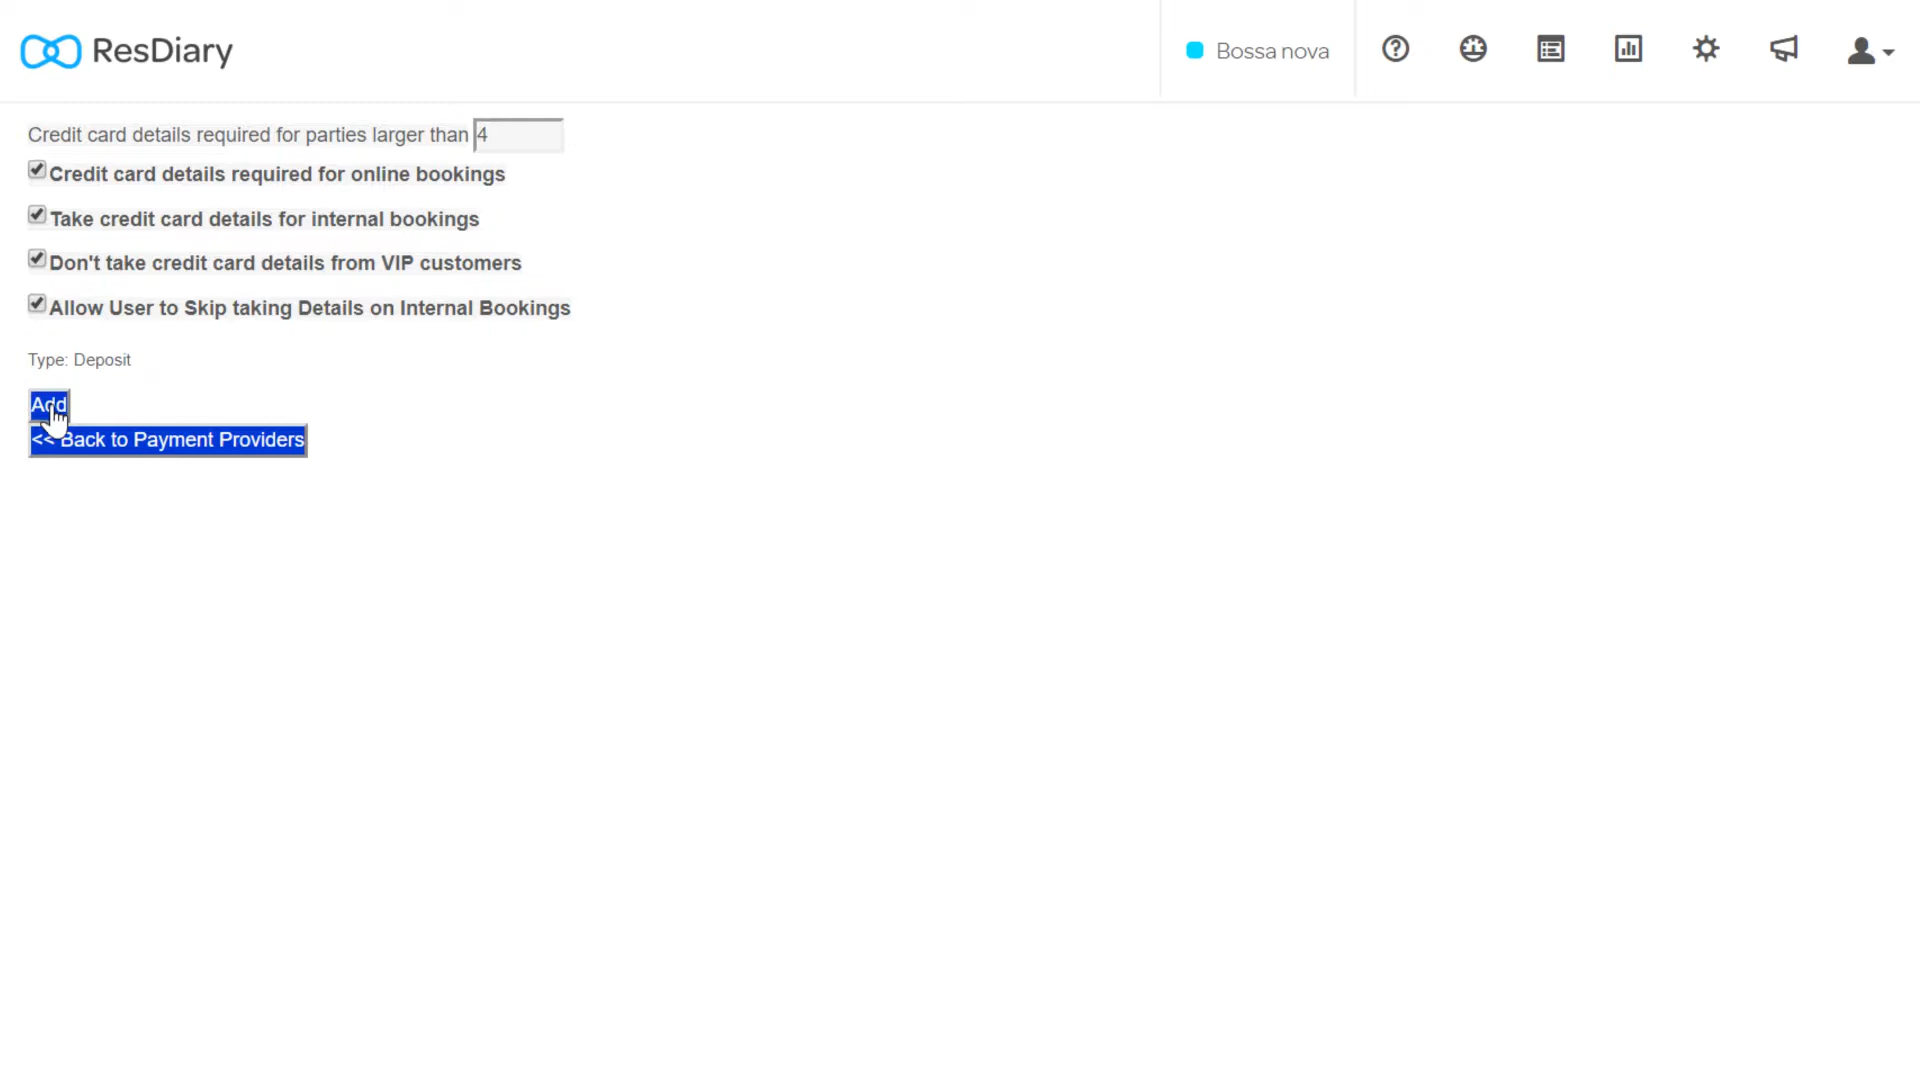 ResDiary
Bossa nova
Credit card details required for parties larger than 4
Credit card details required for online bookings
Take credit card details for internal bookings
Don't take credit card details from VIP customers
Allow User to Skip taking Details on Internal Bookings
Type: Deposit
Add
<< Back to Payment Providers